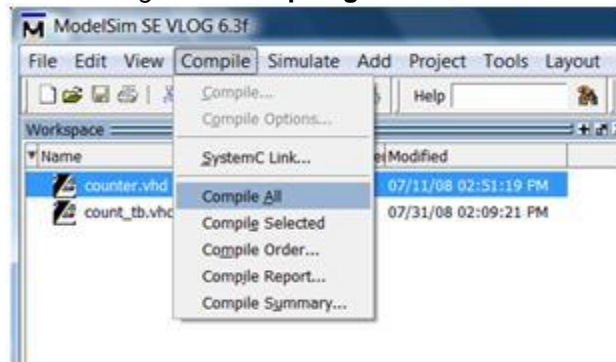 ModelSim SE VLOG 6.3f
File Edit View Compile Simulate Add Project Tools Layout
Help
Workspace
Name
Modified
counter.vhd
07/11/08 02:51:19 PM
count_tb.vhd
07/31/08 02:09:21 PM
Compile...
Compile Options...
SystemC Link...
Compile All
Compile Selected
Compile Order...
Compile Report...
Compile Summary...